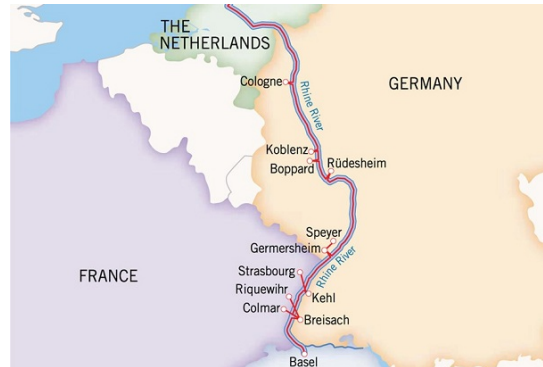 THE
NETHERLANDS
Cologne
Rhine River
GERMANY
Koblenz
Boppard
Rüdesheim
Speyer
Germersheim
Rhine River
Strasbourg
FRANCE
Riquewihr
Kehl
Colmar
Breisach
Basel